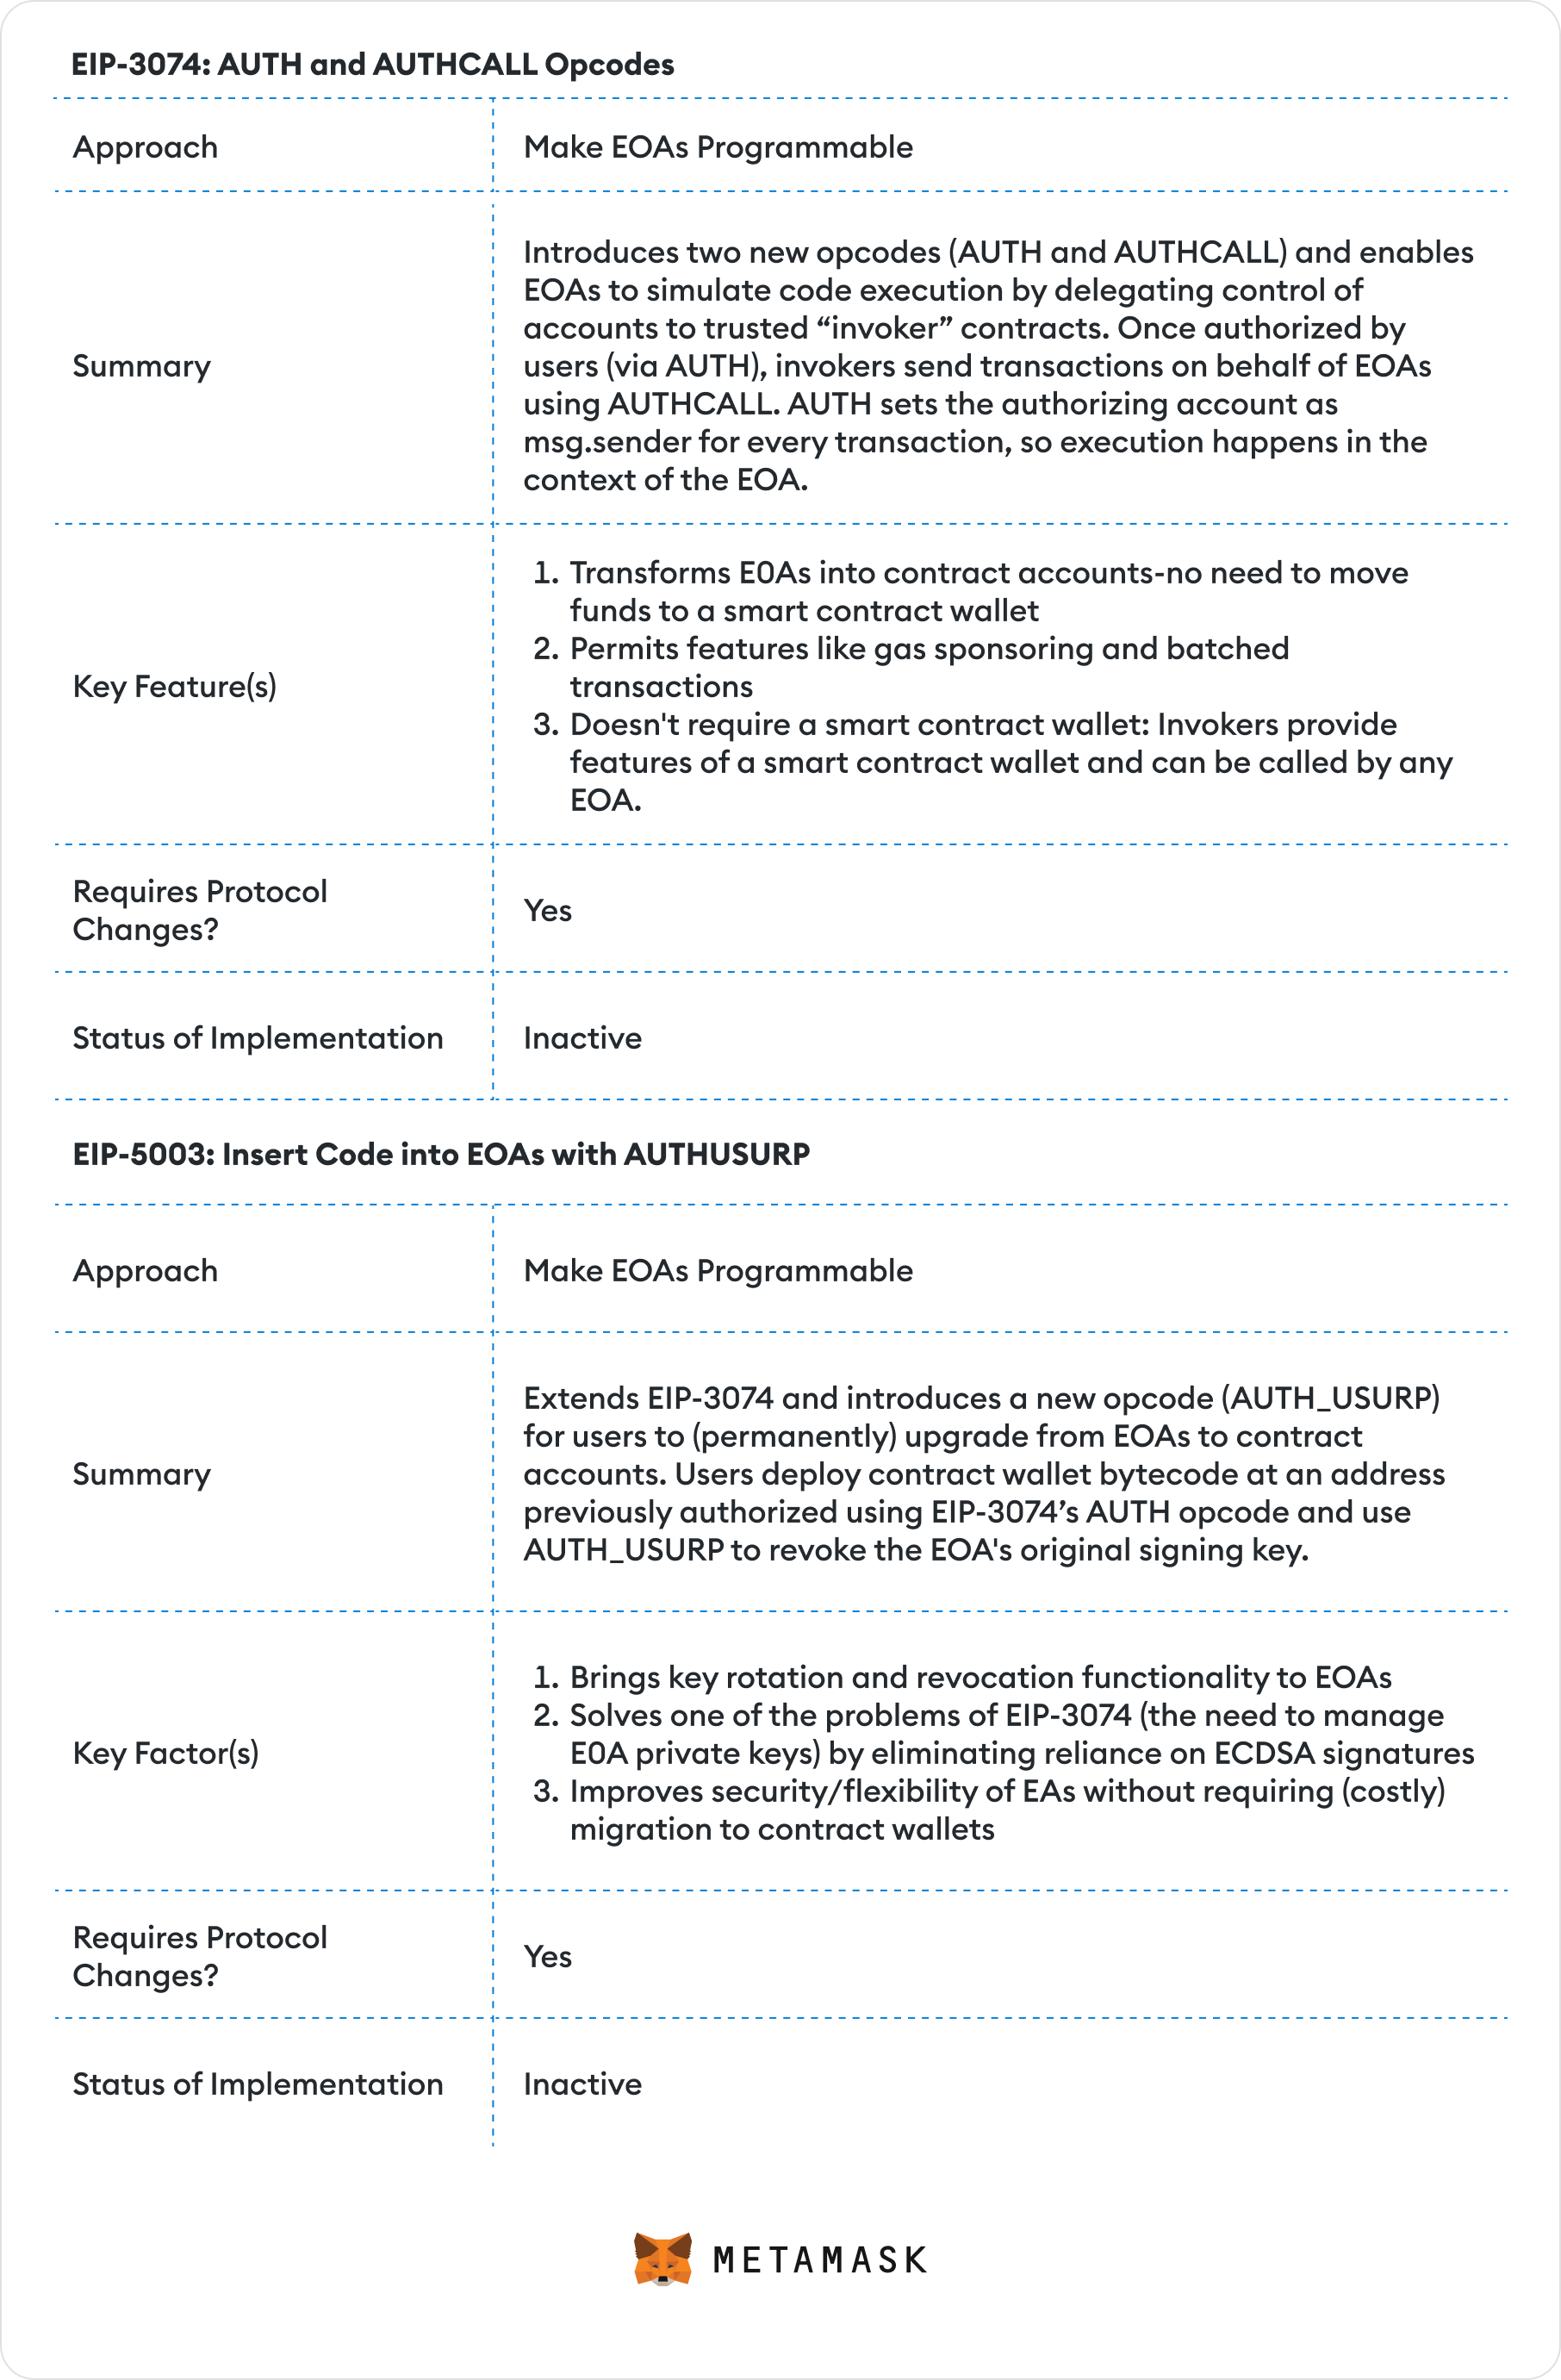 EIP-3074: AUTH and AUTHCALL Opcodes
Approach
Make EOAs Programmable
Summary
Introduces two new opcodes (AUTH and AUTHCALL) and enables
EOAs to simulate code execution by delegating control of
accounts to trusted “invoker” contracts. Once authorized by
users (via AUTH), invokers send transactions on behalf of EOAs
using AUTHCALL. AUTH sets the authorizing account as
msg.sender for every transaction, so execution happens in the
context of the EOA.
Key Feature(s)
1. Transforms E0As into contract accounts-no need to move
funds to a smart contract wallet
2. Permits features like gas sponsoring and batched
transactions
3. Doesn't require a smart contract wallet: Invokers provide
features of a smart contract wallet and can be called by any
EOA.
Requires Protocol
Changes?
Yes
Status of Implementation
Inactive
EIP-5003: Insert Code into EOAs with AUTHUSURP
Approach
Make EOAs Programmable
Summary
Extends EIP-3074 and introduces a new opcode (AUTH_USURP)
for users to (permanently) upgrade from EOAs to contract
accounts. Users deploy contract wallet bytecode at an address
previously authorized using EIP-3074’s AUTH opcode and use
AUTH_USURP to revoke the EOA's original signing key.
Key Factor(s)
1. Brings key rotation and revocation functionality to EOAs
2. Solves one of the problems of EIP-3074 (the need to manage
E0A private keys) by eliminating reliance on ECDSA signatures
3. Improves security/flexibility of EAs without requiring (costly)
migration to contract wallets
Requires Protocol
Changes?
Yes
Status of Implementation
Inactive
METAMASK